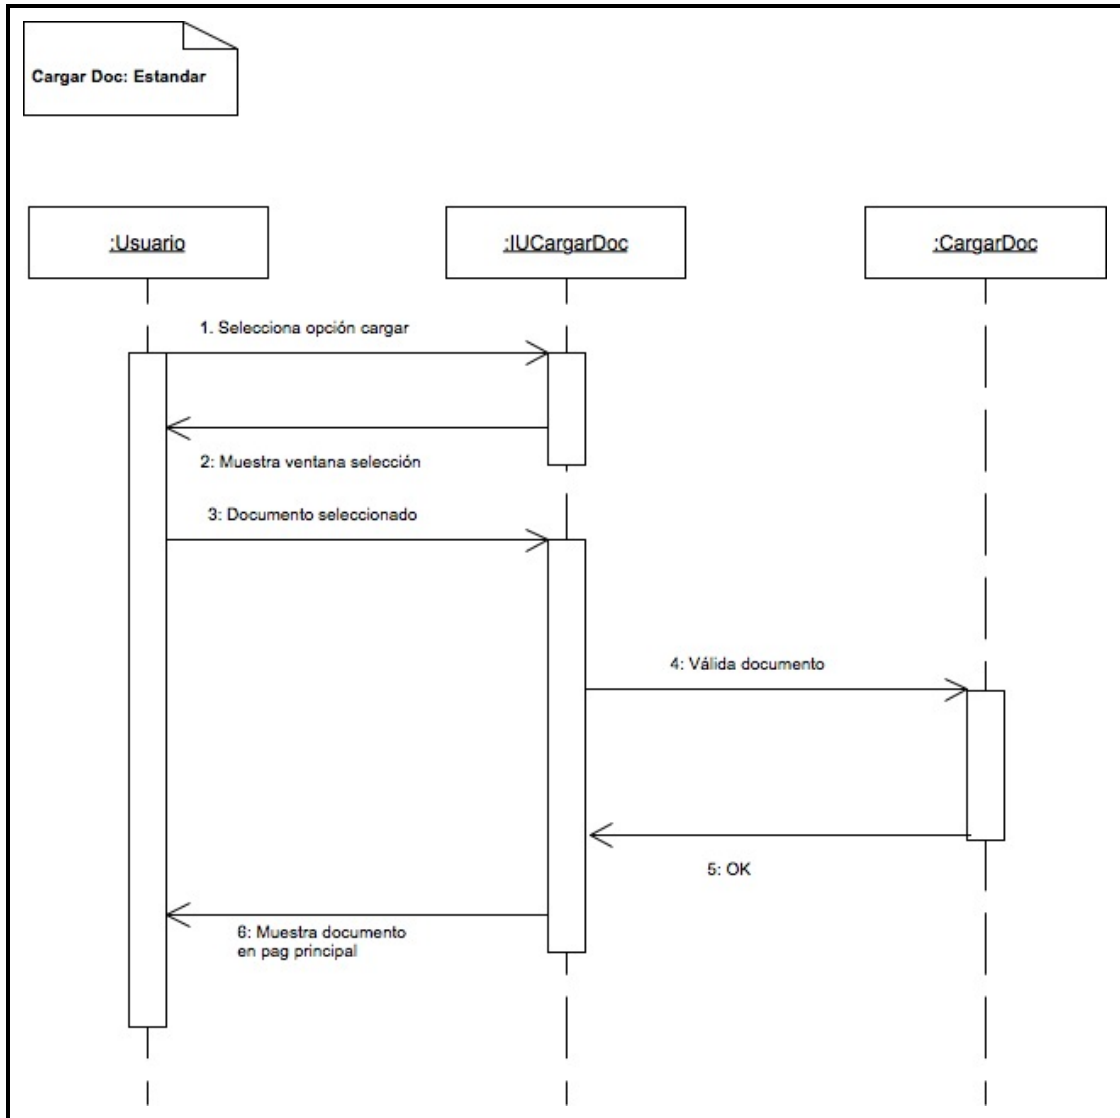 Cargar Doc: Estandar
:Usuario
:IUCargarDoc
:CargarDoc
1. Selecciona opción cargar
2: Muestra ventana selección
3: Documento seleccionado
4: Válida documento
5: OK
6: Muestra documento
en pag principal